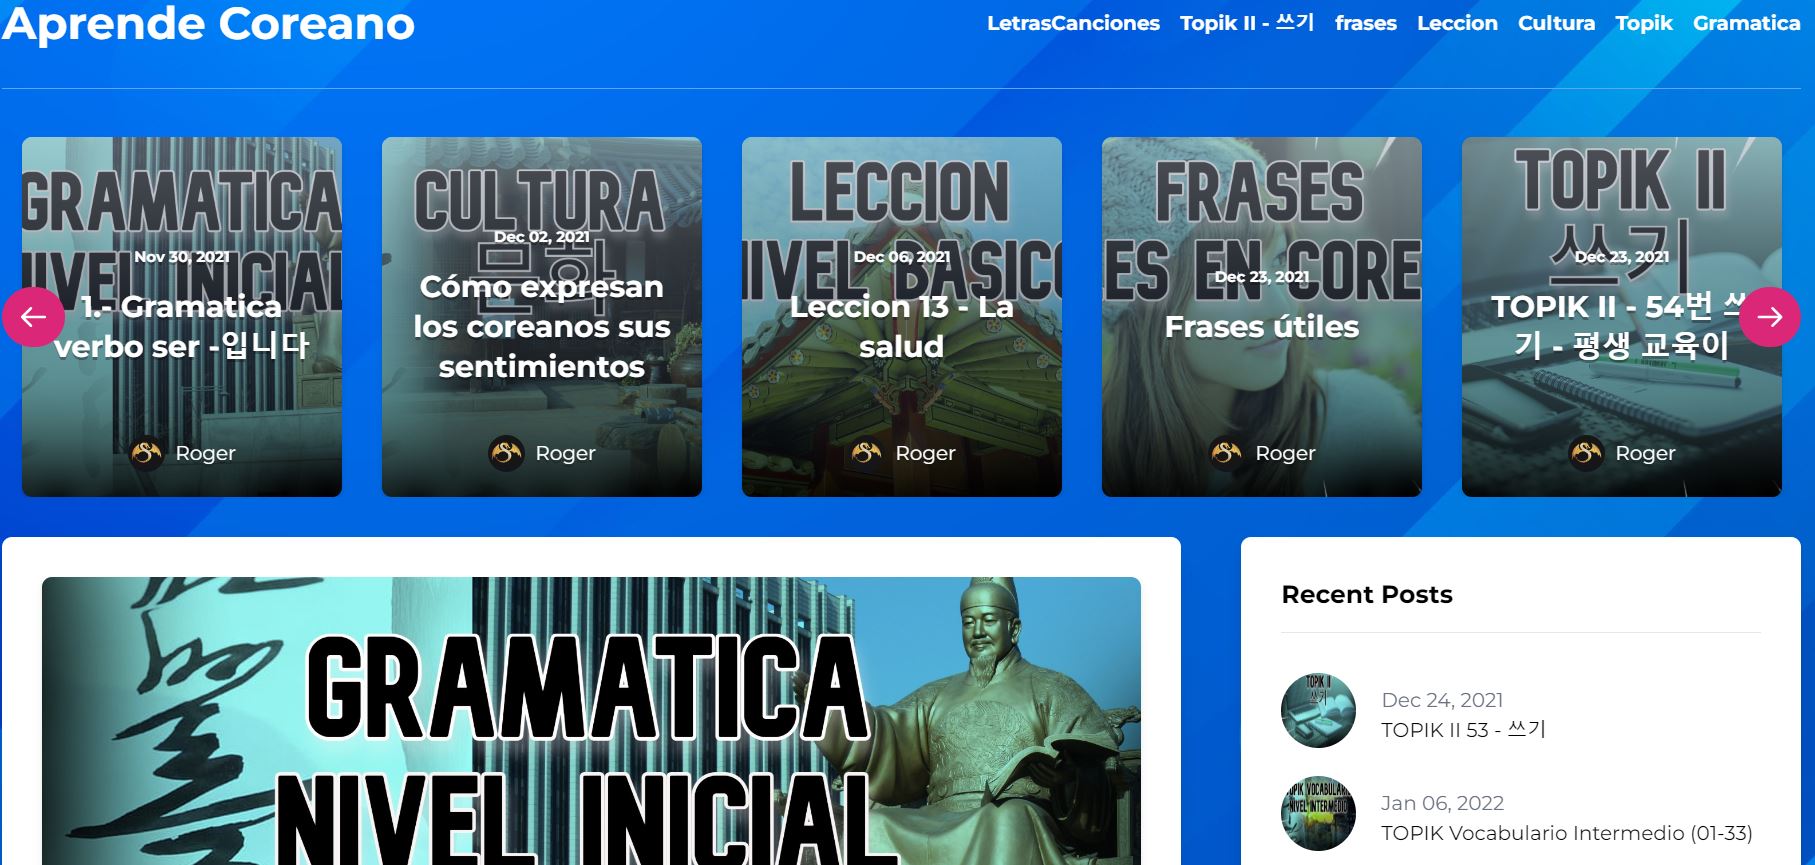 Aprende Coreano
LetrasCanciones Topik II - 쓰기 frases Leccion Cultura Topik Gramatica
GRAMATICA
NIVEL INICIAL
Nov 30, 2021
1.- Gramatica
verbo ser -입니다
Roger
CULTURA
문화
Dec 02, 2021
Cómo expresan
los coreanos sus
sentimientos
Roger
LECCION
NIVEL BASICO
Dec 06, 2021
Leccion 13 - La
salud
Roger
FRASES
ES EN CORE
Dec 23, 2021
Frases útiles
Roger
TOPIK II
쓰기
Dec 23, 2021
TOPIK II - 54번 쓰
기 - 평생 교육이
Roger
GRAMATICA
NIVEL INICIAL
Recent Posts
TOPIK II
쓰기
Dec 24, 2021
TOPIK II 53 - 쓰기
TOPIK VOCABULARIO
NIVEL INTERMEDIO
Jan 06, 2022
TOPIK Vocabulario Intermedio (01-33)